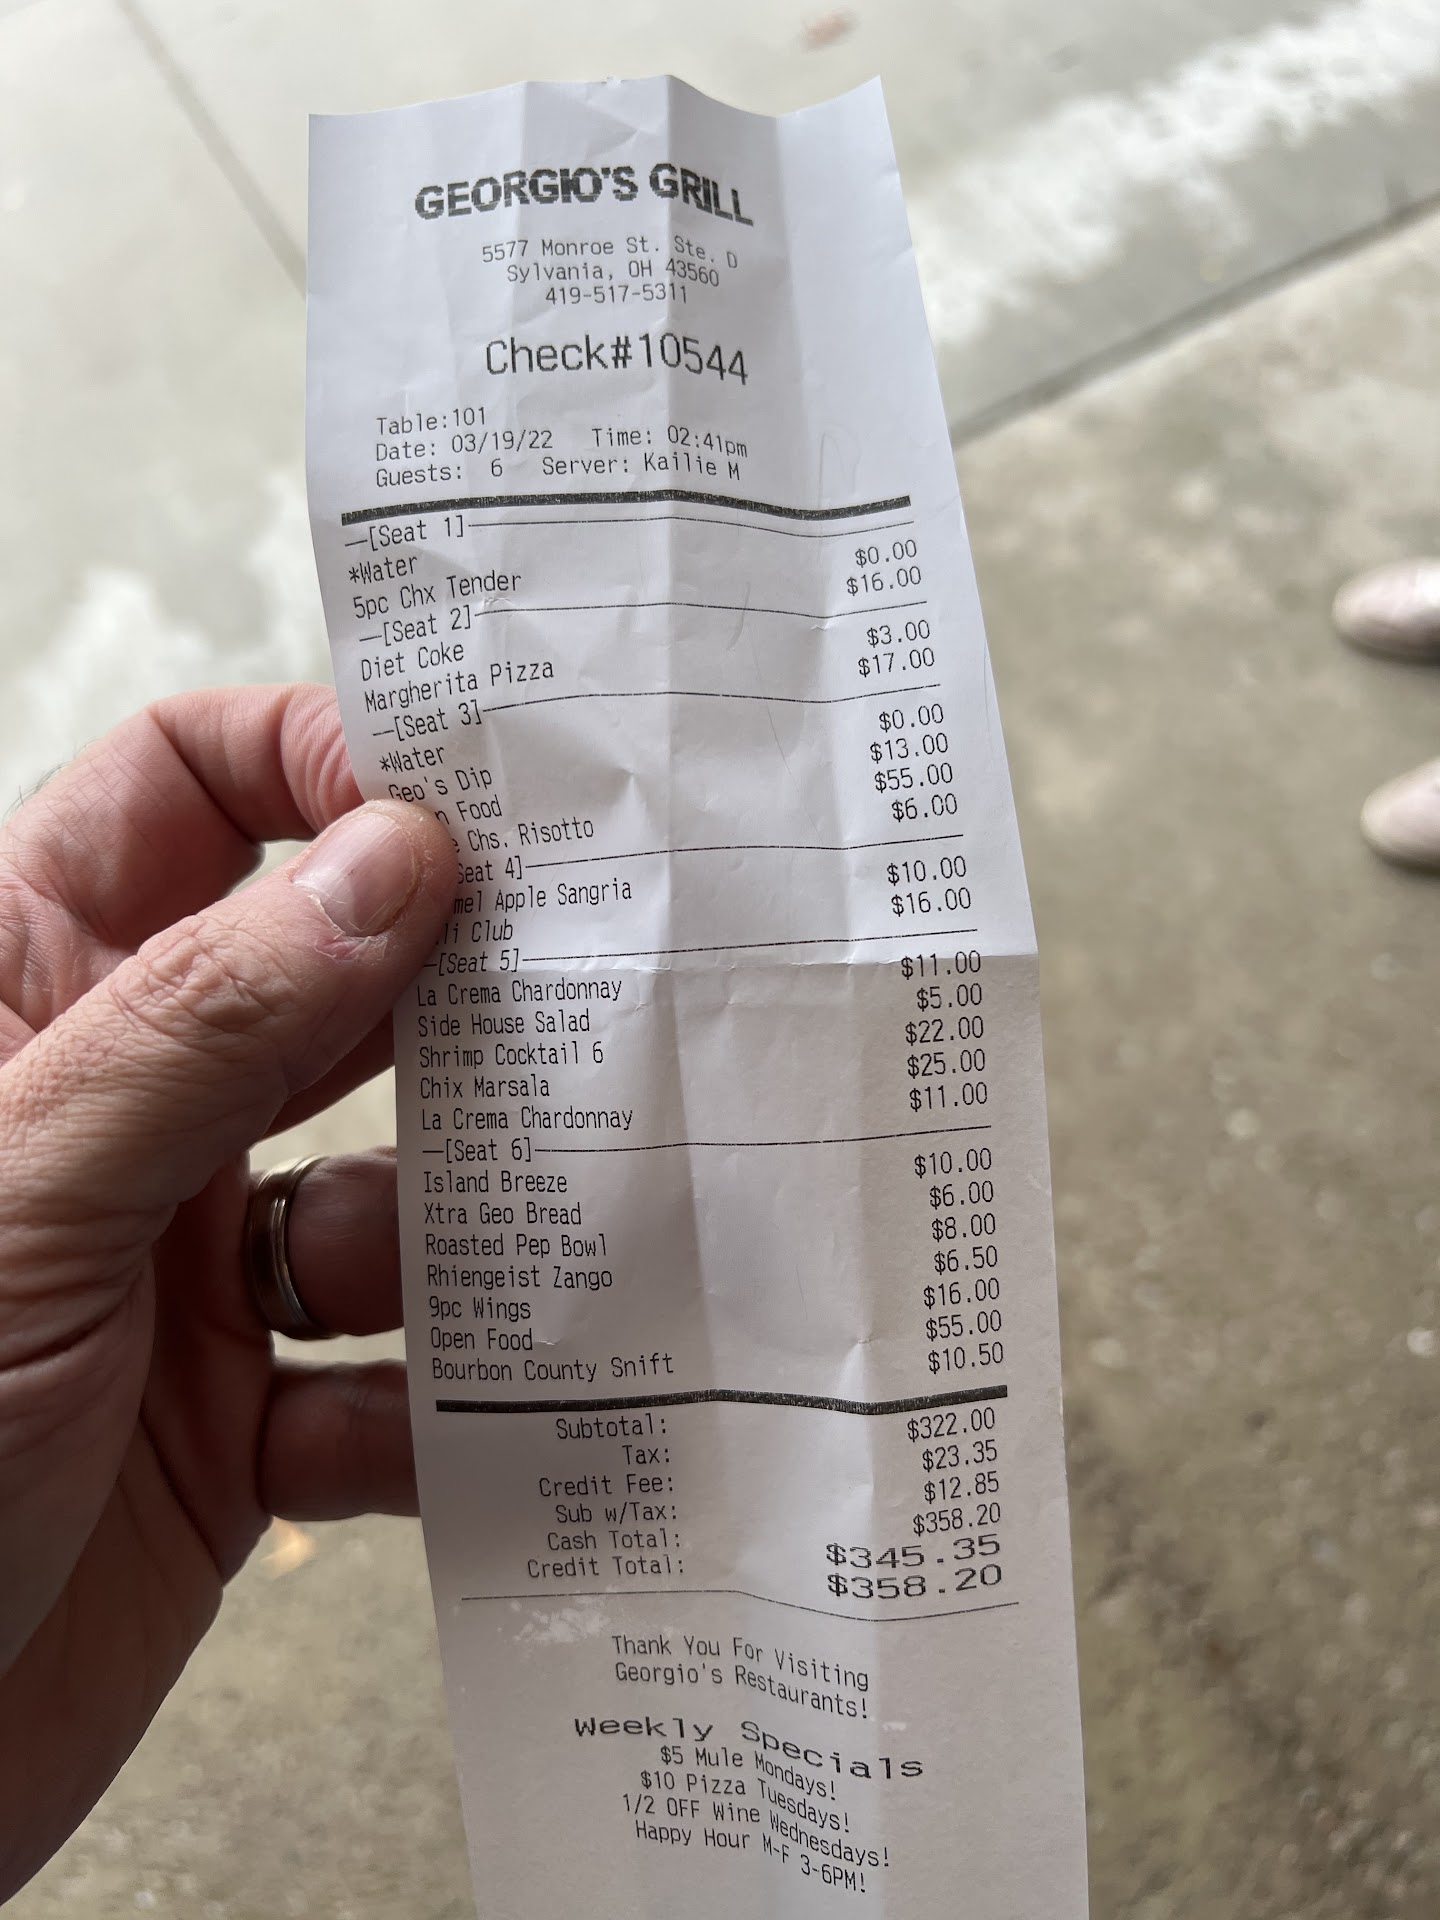 GEORGIO'S GRILL
5577 Monroe St. Ste. D
Sylvania, OH 43560
419-517-5311
Check#10544
Table:101
Date: 03/19/22 Time: 02:41pm
Guests: 6 Server: Kailie M
[Seat 1]
*Water $0.00
5pc Chx Tender $16.00
[Seat 2]
Diet Coke $3.00
Margherita Pizza $17.00
[Seat 3]
*Water $0.00
Geo's Dip $13.00
Food $55.00
Chs. Risotto $6.00
Seat 4]
Apple Sangria $10.00
Club $16.00
[Seat 5]
La Crema Chardonnay $11.00
Side House Salad $5.00
Shrimp Cocktail 6 $22.00
Chix Marsala $25.00
La Crema Chardonnay $11.00
[Seat 6]
Island Breeze $10.00
Xtra Geo Bread $6.00
Roasted Pep Bowl $8.00
Rhiengeist Zango $6.50
9pc Wings $16.00
Open Food $55.00
Bourbon County Snift $10.50
Subtotal: $322.00
Tax: $23.35
Credit Fee: $12.85
Sub w/Tax: $358.20
Cash Total: $345.35
Credit Total: $358.20
Thank You For Visiting
Georgio's Restaurants!
Weekly Specials
$5 Mule Mondays!
$10 Pizza Tuesdays!
1/2 OFF Wine Wednesdays!
Happy Hour M-F 3-6PM!